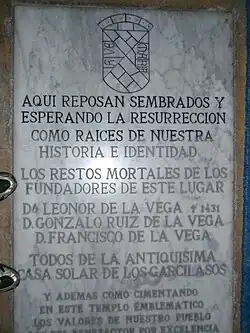 AQUI REPOSAN SEMBRADOS Y
ESPERANDO LA RESURRECCION
COMO RAICES DE NUESTRA
HISTORIA E IDENTIDAD
LOS RESTOS MORTALES DE LOS
FUNDADORES DE ESTE LUGAR
Dª LEONOR DE LA VEGA † 1431
D. GONZALO RUIZ DE LA VEGA
D. FRANCISCO DE LA VEGA
TODOS DE LA ANTIQUISIMA
CASA SOLAR DE LOS GARCILASOS
Y ADEMAS COMO CIMENTANDO
EN ESTE TEMPLO EMBLEMATICO
LOS VALORES DE NUESTRO PUEBLO
BENEFACTOR POR EXCELENCIA